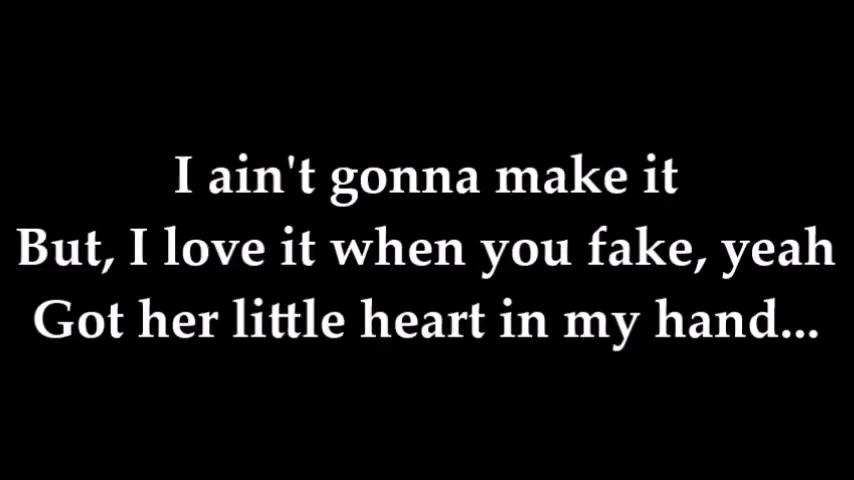 I ain't gonna make it
But, I love it when you fake, yeah
Got her little heart in my hand...